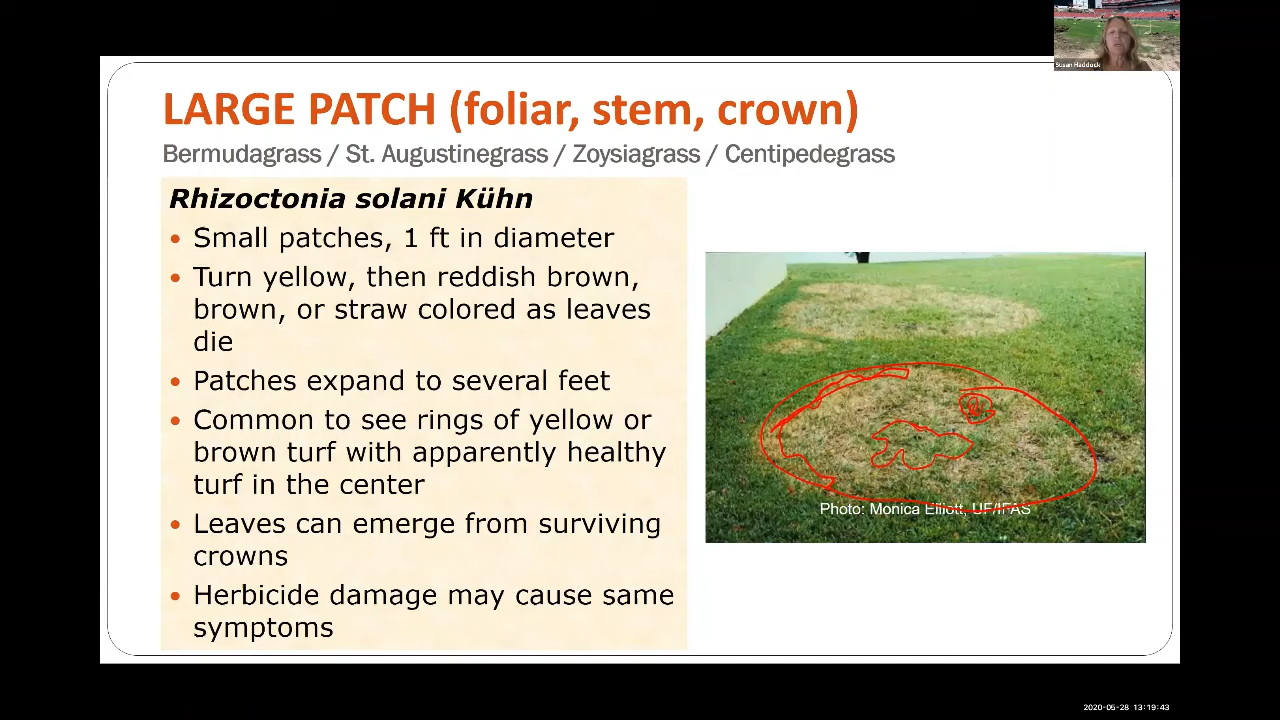 Susan Haddock
LARGE PATCH (foliar, stem, crown)
Bermudagrass / St. Augustinegrass / Zoysiagrass / Centipedegrass
Rhizoctonia solani Kühn
• Small patches, 1 ft in diameter
• Turn yellow, then reddish brown,
brown, or straw colored as leaves
die
• Patches expand to several feet
• Common to see rings of yellow or
brown turf with apparently healthy
turf in the center
• Leaves can emerge from surviving
crowns
• Herbicide damage may cause same
symptoms
Photo: Monica Elliott, UF/IFAS
2020-05-28 13:19:43